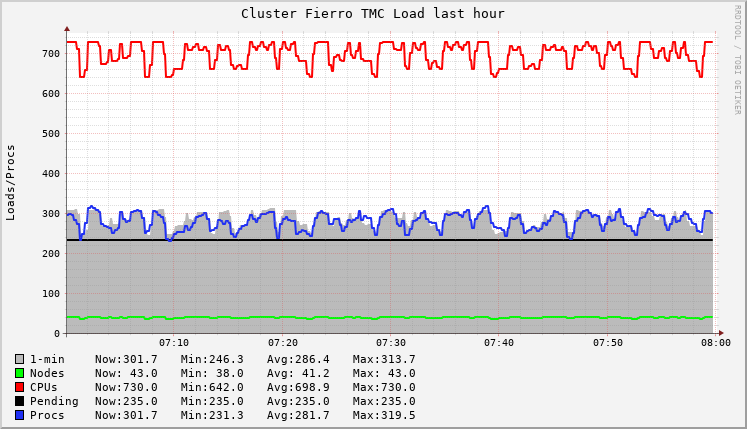 Cluster Fierro TMC Load last hour
RRDTOOL / TOBI OETIKER
Loads/Procs
700
600
500
400
300
200
100
0
07:10 07:20 07:30 07:40 07:50 08:00
1-min Now:301.7 Min:246.3 Avg:286.4 Max:313.7
Nodes Now: 43.0 Min: 38.0 Avg: 41.2 Max: 43.0
CPUs Now:730.0 Min:642.0 Avg:698.9 Max:730.0
Pending Now:235.0 Min:235.0 Avg:235.0 Max:235.0
Procs Now:301.7 Min:231.3 Avg:281.7 Max:319.5